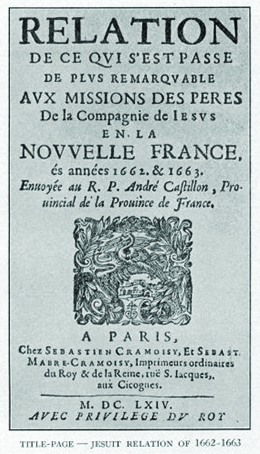 RELATION
DE CE QVI S'EST PASSE
DE PLVS REMARQVABLE
AVX MISSIONS DES PERES
De la Compagnie de IESVS
EN LA
NOVVELLE FRANCE,
és années 1662. & 1663.
Enuoyée au R. P. André Castillon, Pro-
uincial de la Prouince de France.
A PARIS,
Chez SEBASTIEN CRAMOISY, Et SEBAST.
MABRE-CRAMOISY, Imprimeurs ordinaires
du Roy & de la Reine, ruë S. Iacques,
aux Cicognes.
M. DC. LXIV.
AVEC PRIVILEGE DV ROY
TITLE-PAGE — JESUIT RELATION OF 1662-1663